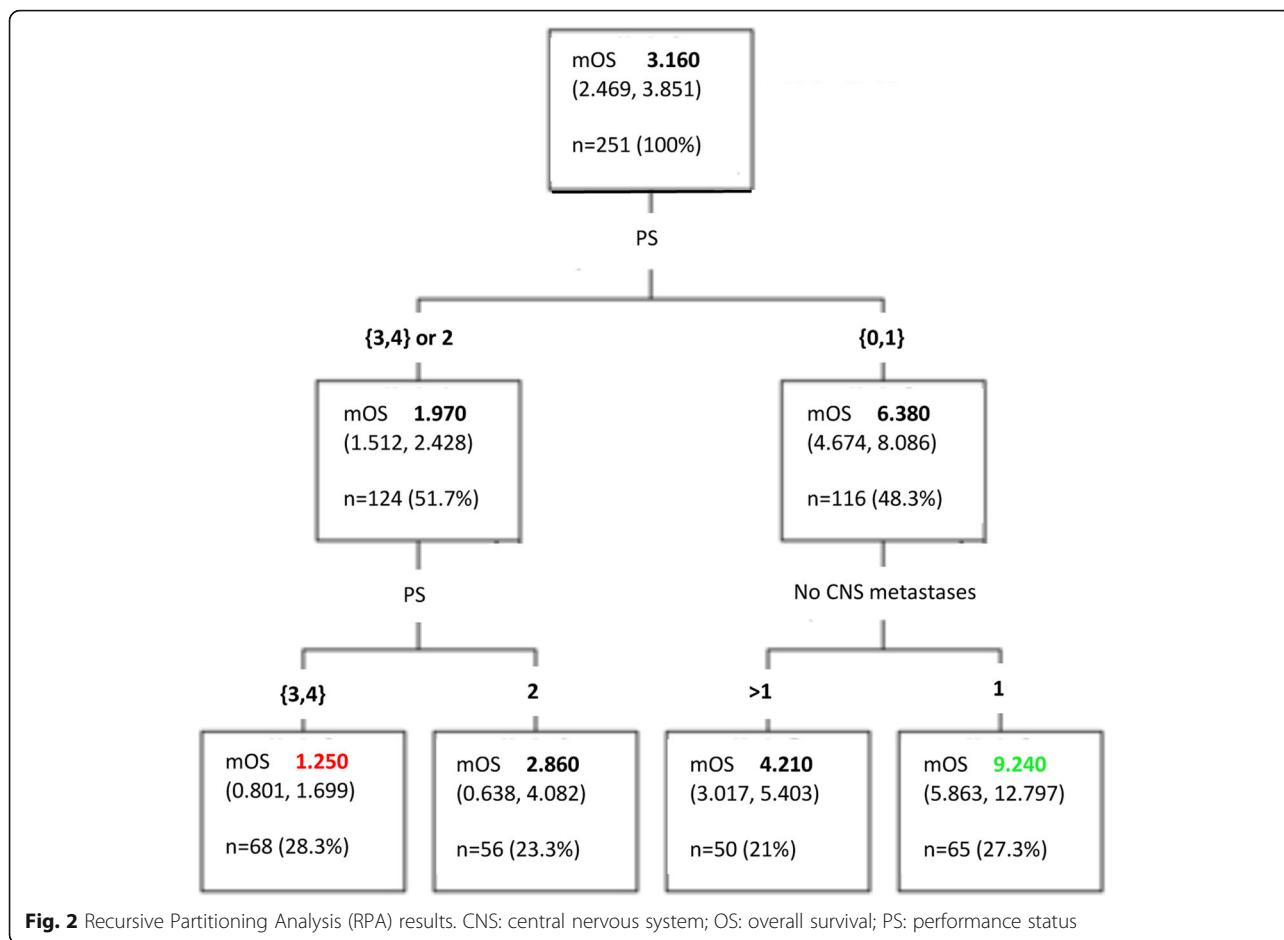 mOS 3.160
(2.469, 3.851)
n=251 (100%)
PS
{3,4} or 2
{0,1}
mOS 1.970
(1.512, 2.428)
n=124 (51.7%)
mOS 6.380
(4.674, 8.086)
n=116 (48.3%)
PS
No CNS metastases
{3,4}
2
>1
1
mOS 1.250
(0.801, 1.699)
n=68 (28.3%)
mOS 2.860
(0.638, 4.082)
n=56 (23.3%)
mOS 4.210
(3.017, 5.403)
n=50 (21%)
mOS 9.240
(5.863, 12.797)
n=65 (27.3%)
Fig. 2 Recursive Partitioning Analysis (RPA) results. CNS: central nervous system; OS: overall survival; PS: performance status